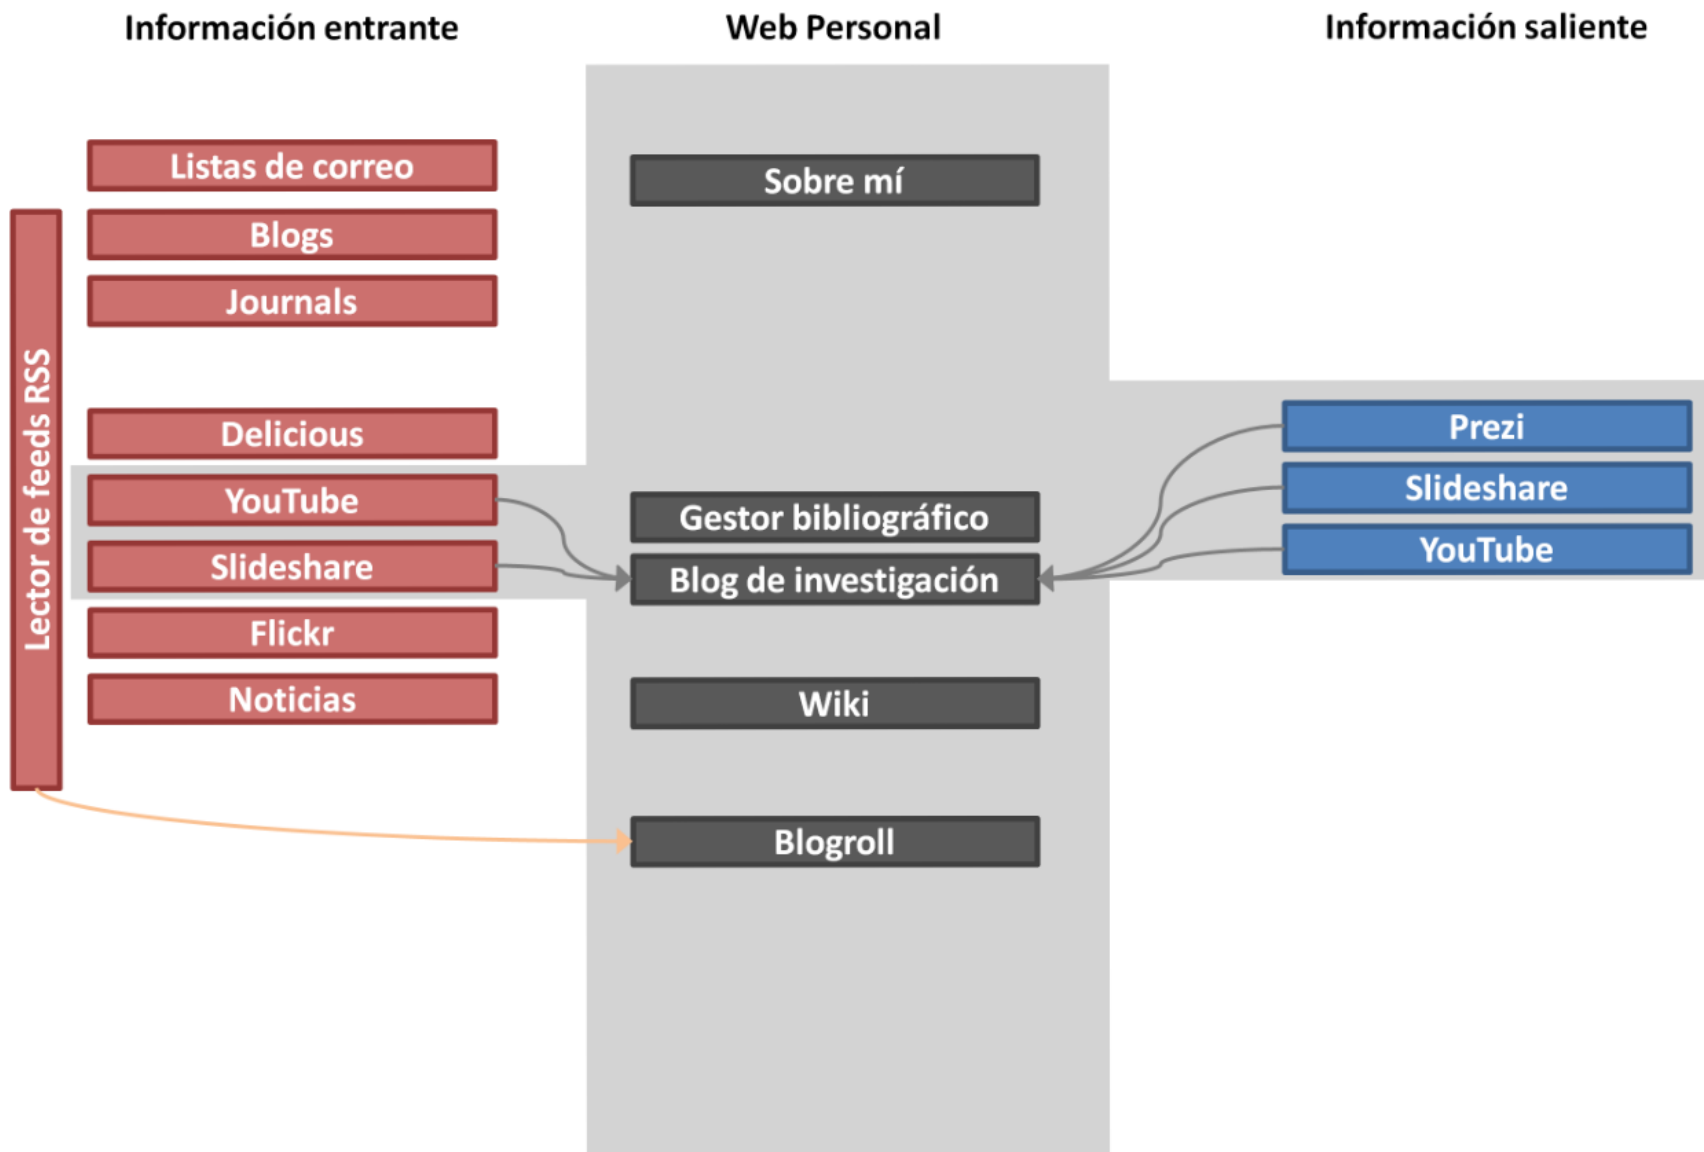 Información entrante
Web Personal
Información saliente
Lector de feeds RSS
Listas de correo
Blogs
Journals
Delicious
YouTube
Slideshare
Flickr
Noticias
Sobre mí
Gestor bibliográfico
Blog de investigación
Wiki
Blogroll
Prezi
Slideshare
YouTube